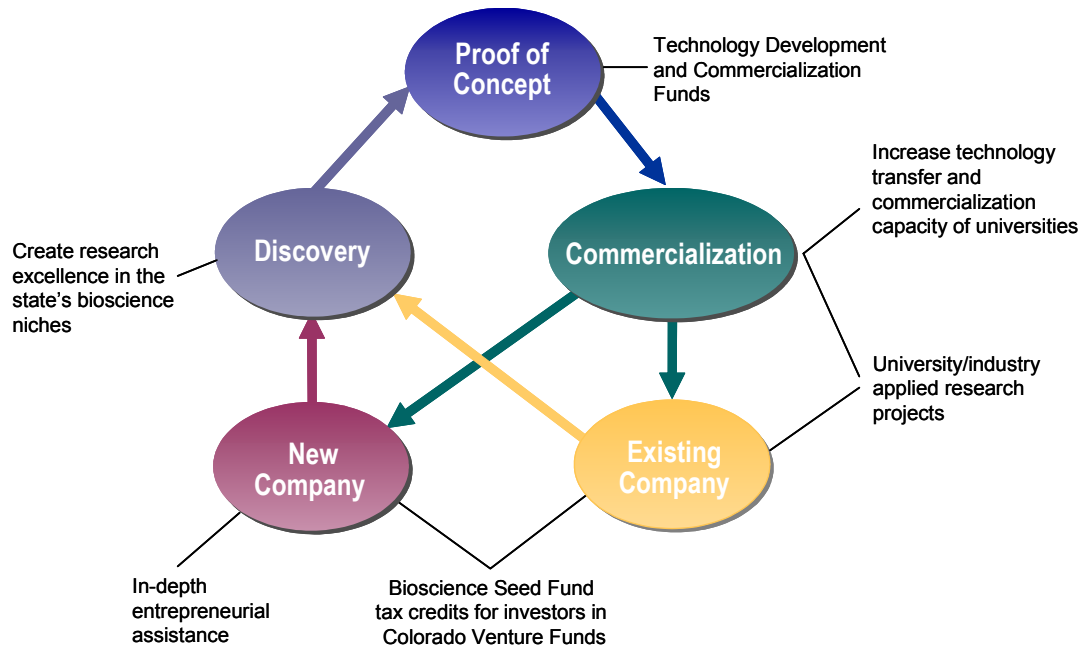 Proof of
Concept
Technology Development
and Commercialization
Funds
Increase technology
transfer and
commercialization
capacity of universities
Discovery
Commercialization
Create research
excellence in the
state's bioscience
niches
University/industry
applied research
projects
New
Company
Existing
Company
In-depth
entrepreneurial
assistance
Bioscience Seed Fund
tax credits for investors in
Colorado Venture Funds